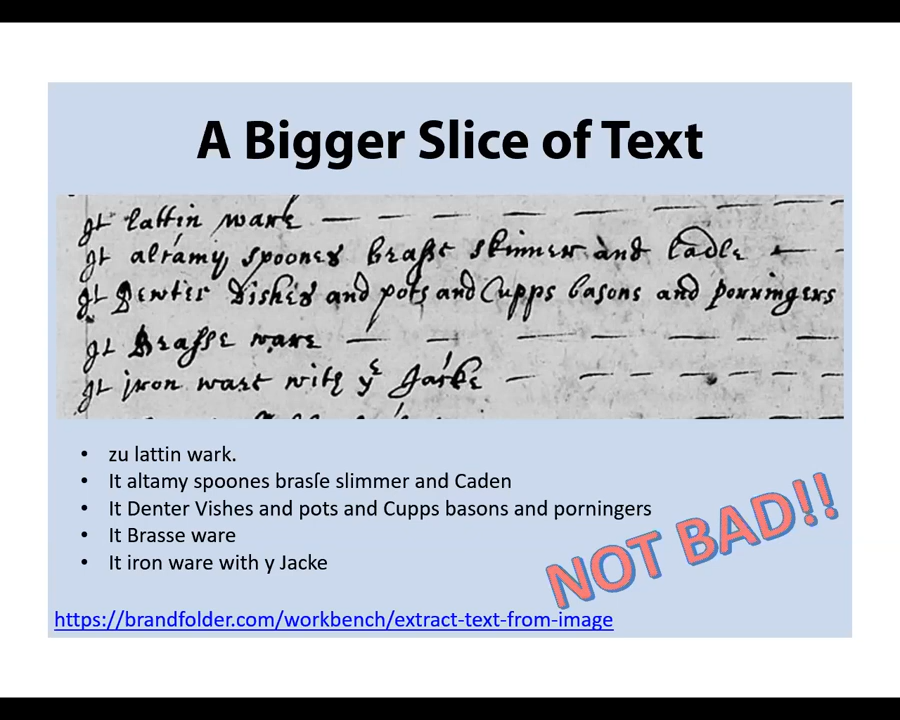 A Bigger Slice of Text
It lattin ware
It altamy spoones brasse skimmer and Ladle
It Pewter Dishes and pots and Cupps basons and porringers
It Brasse ware
It iron ware with ye Jacke
• zu lattin wark.
• It altamy spoones brasſe slimmer and Caden
• It Denter Vishes and pots and Cupps basons and porningers
• It Brasse ware
• It iron ware with y Jacke
NOT BAD!!
https://brandfolder.com/workbench/extract-text-from-image